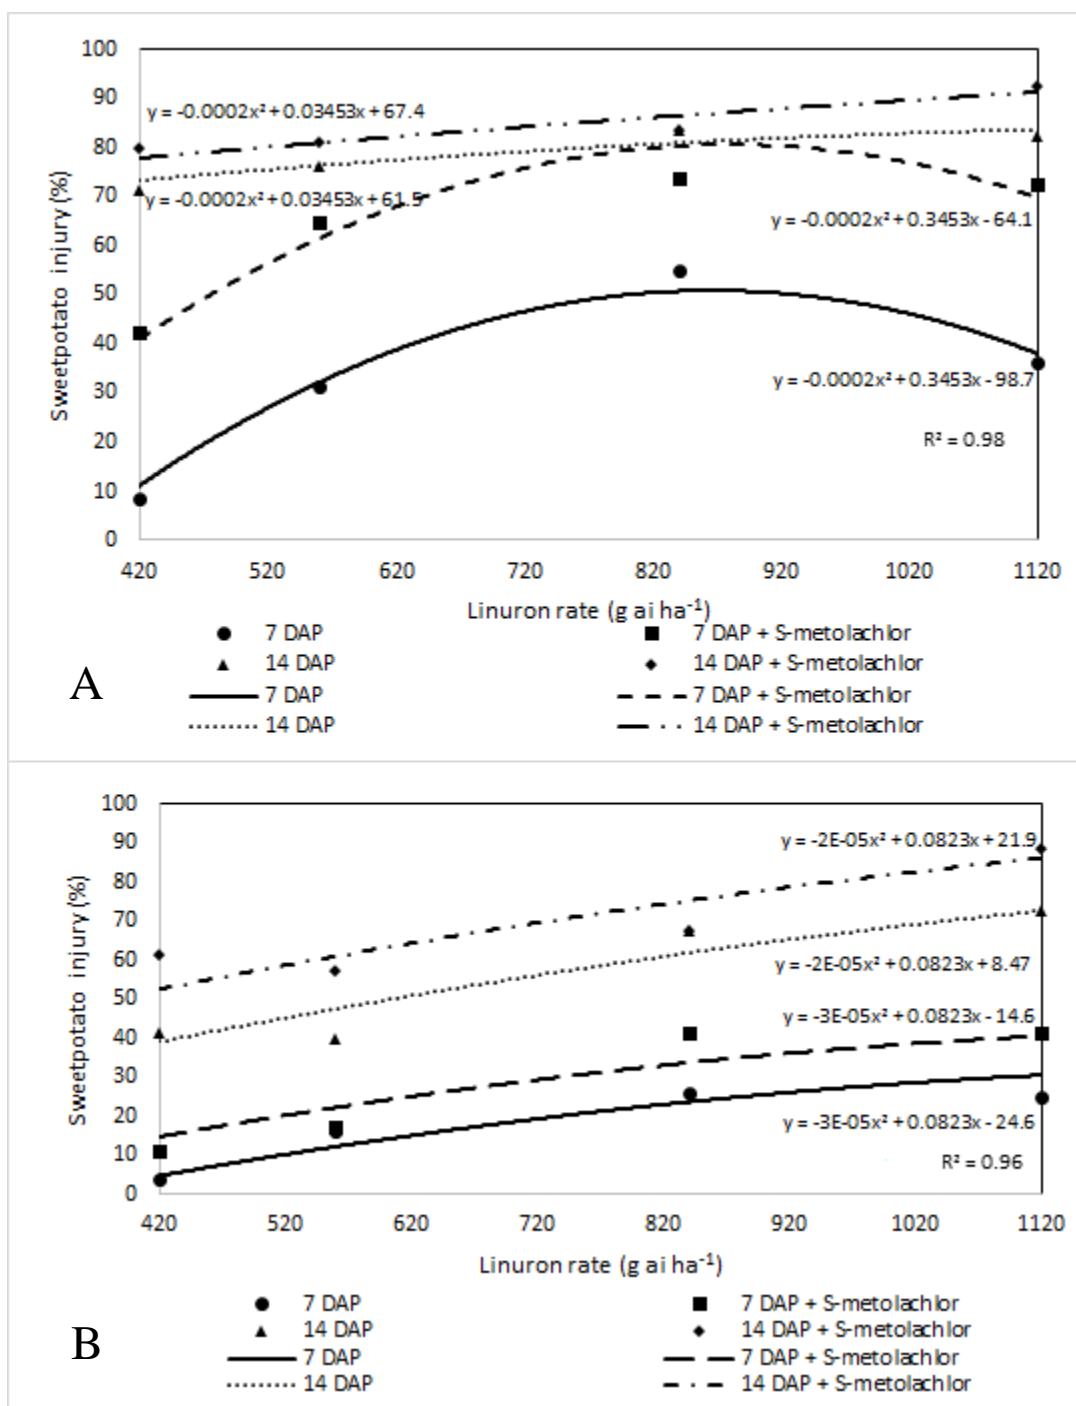 100
90
y = -0.0002x² + 0.03453x + 67.4
80
70
y = -0.0002x² + 0.03453x + 61.5
60
y = -0.0002x² + 0.3453x - 64.1
50
40
y = -0.0002x² + 0.3453x - 98.7
30
20
R² = 0.98
10
0
Sweetpotato injury (%)
420 520 620 720 820 920 1020 1120
Linuron rate (g ai ha⁻¹)
7 DAP 7 DAP + S-metolachlor
14 DAP 14 DAP + S-metolachlor
A
7 DAP 7 DAP + S-metolachlor
14 DAP 14 DAP + S-metolachlor
100
90
y = -2E-05x² + 0.0823x + 21.9
80
70
60
y = -2E-05x² + 0.0823x + 8.47
50
y = -3E-05x² + 0.0823x - 14.6
40
30
20
y = -3E-05x² + 0.0823x - 24.6
10
R² = 0.96
0
Sweetpotato injury (%)
420 520 620 720 820 920 1020 1120
Linuron rate (g ai ha⁻¹)
7 DAP 7 DAP + S-metolachlor
14 DAP 14 DAP + S-metolachlor
B
7 DAP 7 DAP + S-metolachlor
14 DAP 14 DAP + S-metolachlor